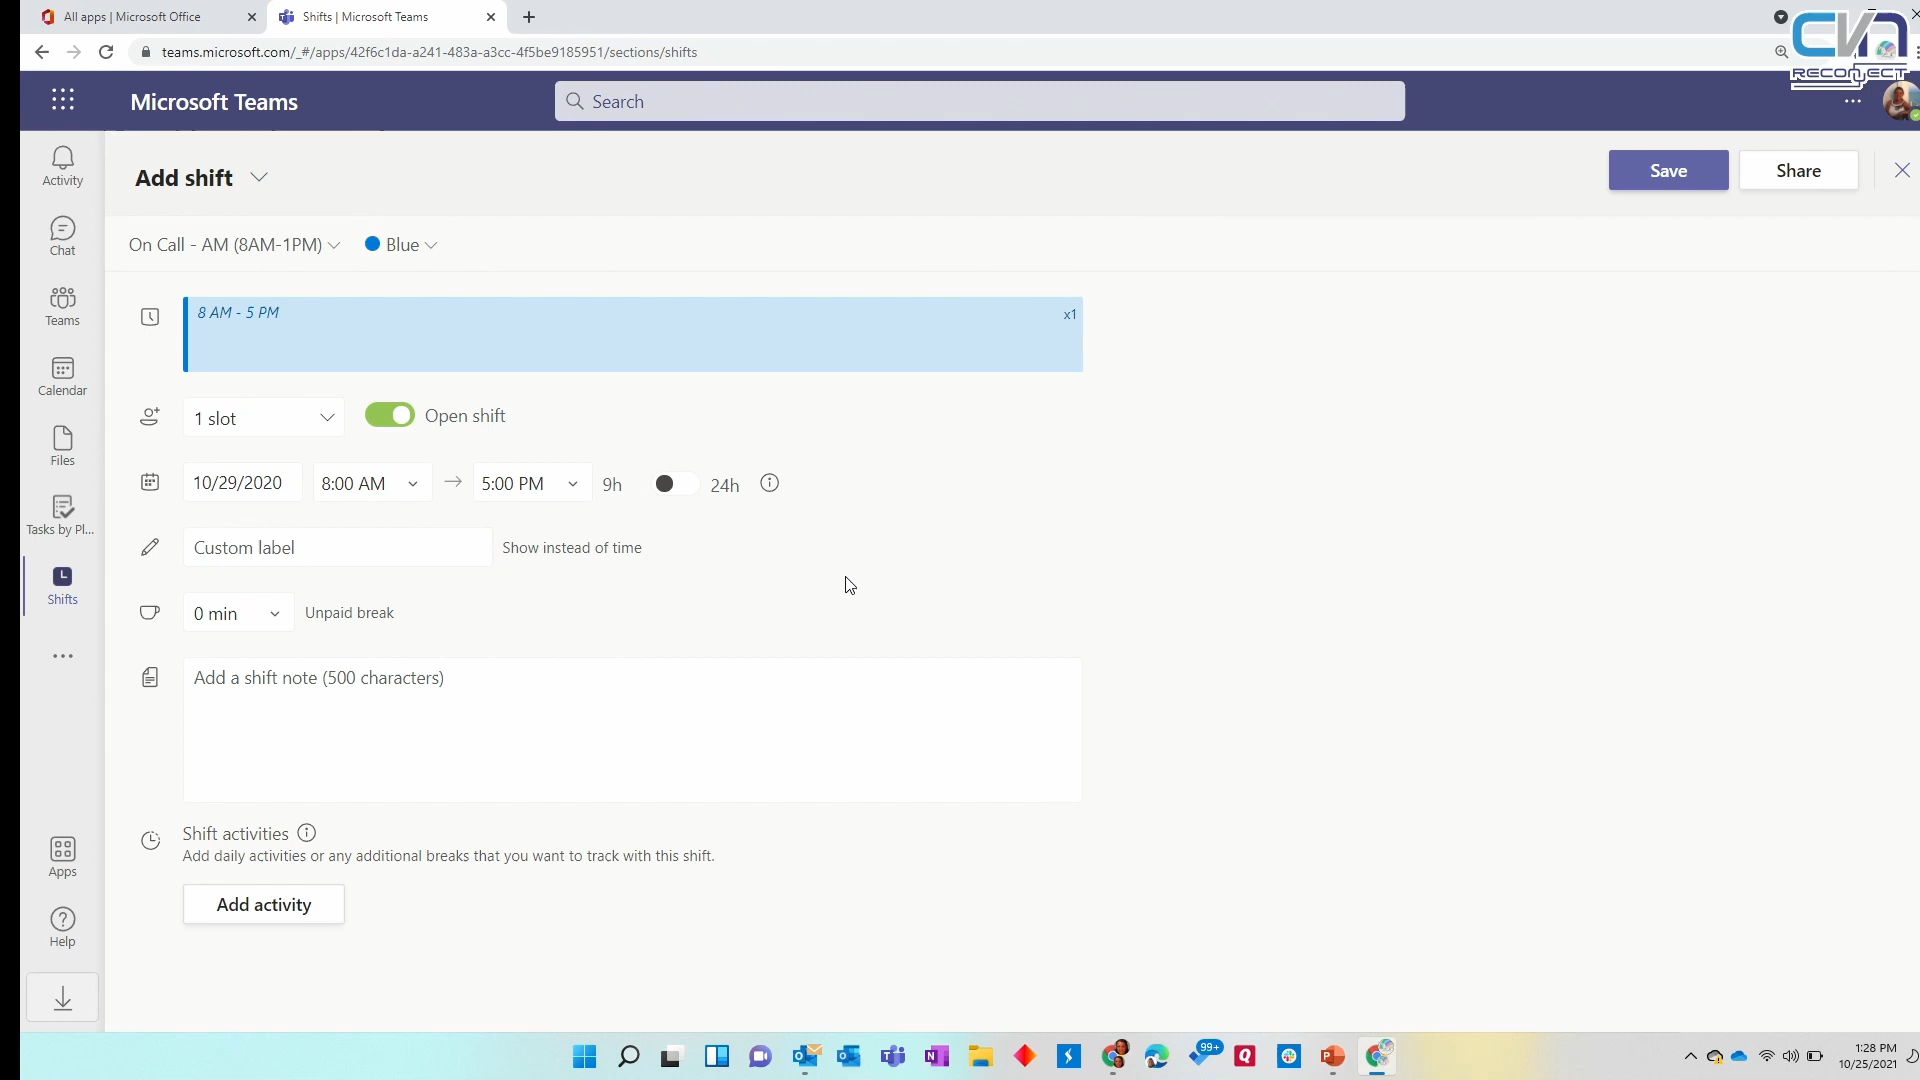 All apps | Microsoft Office
Shifts | Microsoft Teams
teams.microsoft.com/_#/apps/42f6c1da-a241-483a-a3cc-4f5be9185951/sections/shifts
CVN
RECONJECT
Microsoft Teams
Search
Activity
Chat
Teams
Calendar
Files
Tasks by Pl...
Shifts
Apps
Help
Add shift
Save
Share
On Call - AM (8AM-1PM)
Blue
8 AM - 5 PM
x1
1 slot
Open shift
10/29/2020
8:00 AM
5:00 PM
9h
24h
Custom label
Show instead of time
0 min
Unpaid break
Add a shift note (500 characters)
Shift activities
Add daily activities or any additional breaks that you want to track with this shift.
Add activity
99+
1:28 PM
10/25/2021